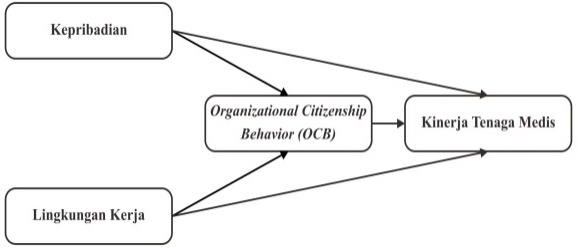 Kepribadian
Organizational Citizenship
Behavior (OCB)
Kinerja Tenaga Medis
Lingkungan Kerja